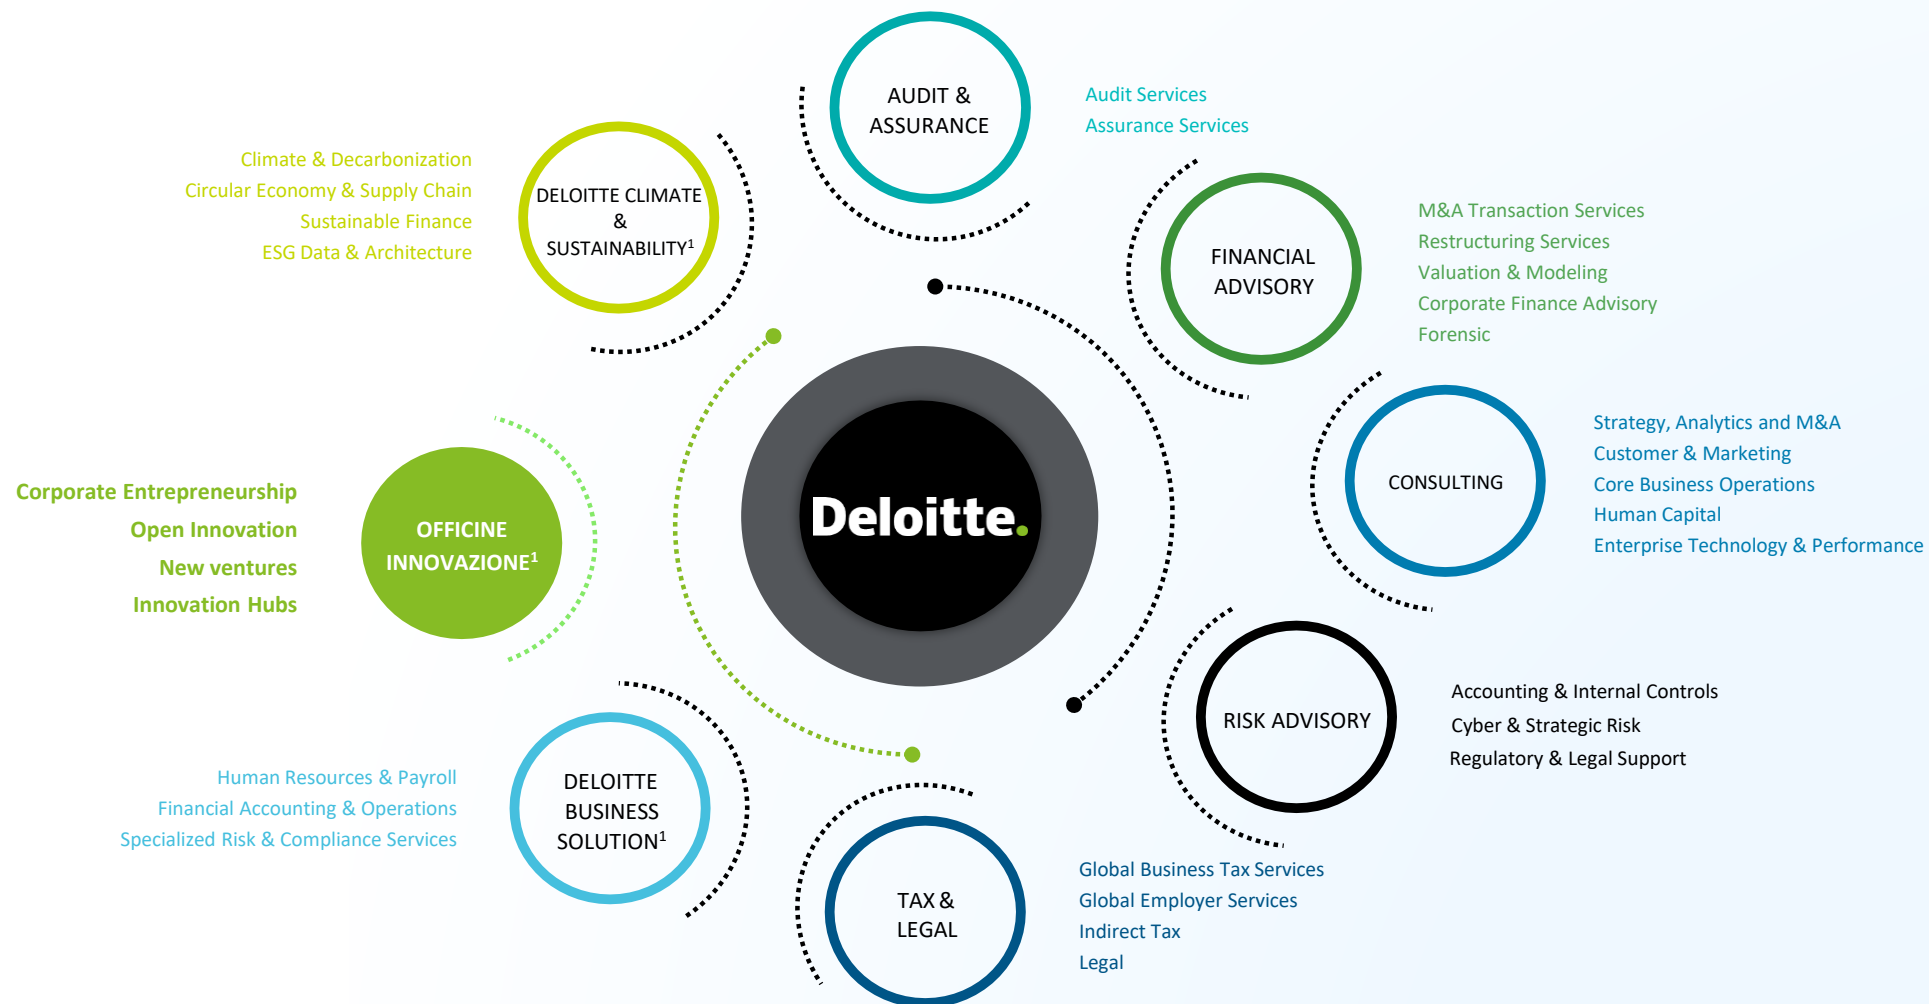 AUDIT &
ASSURANCE
Audit Services
Assurance Services
Climate & Decarbonization
Circular Economy & Supply Chain
Sustainable Finance
ESG Data & Architecture
DELOITTE CLIMATE
&
SUSTAINABILITY¹
FINANCIAL
ADVISORY
M&A Transaction Services
Restructuring Services
Valuation & Modeling
Corporate Finance Advisory
Forensic
CONSULTING
Strategy, Analytics and M&A
Customer & Marketing
Core Business Operations
Human Capital
Enterprise Technology & Performance
Corporate Entrepreneurship
Open Innovation
New ventures
Innovation Hubs
OFFICINE
INNOVAZIONE¹
Deloitte.
RISK ADVISORY
Accounting & Internal Controls
Cyber & Strategic Risk
Regulatory & Legal Support
Human Resources & Payroll
Financial Accounting & Operations
Specialized Risk & Compliance Services
DELOITTE
BUSINESS
SOLUTION¹
TAX &
LEGAL
Global Business Tax Services
Global Employer Services
Indirect Tax
Legal